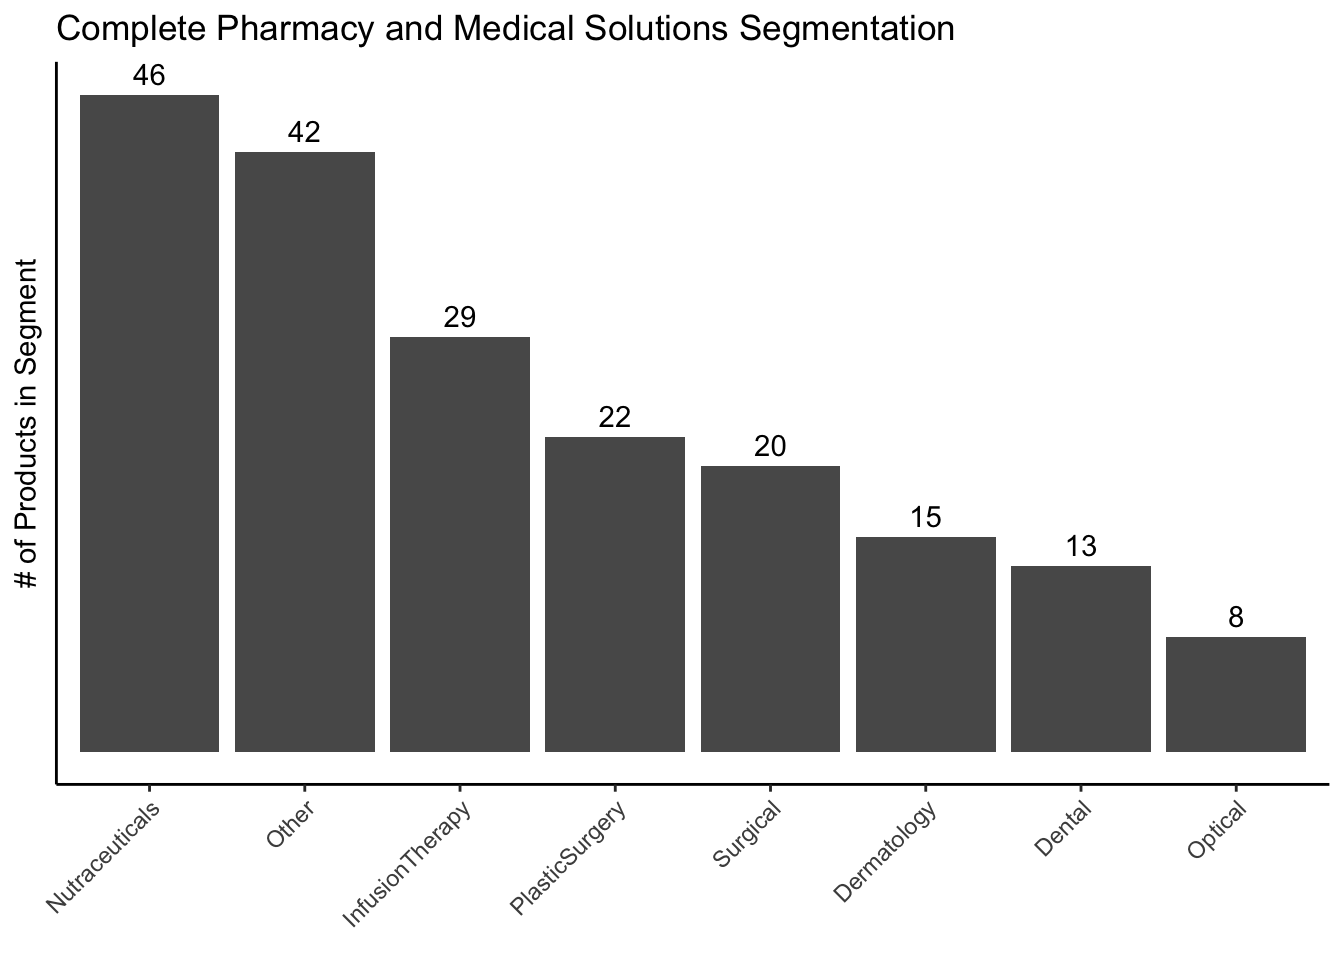 Complete Pharmacy and Medical Solutions Segmentation
# of Products in Segment
46
42
29
22
20
15
13
8
Nutraceuticals
Other
InfusionTherapy
PlasticSurgery
Surgical
Dermatology
Dental
Optical